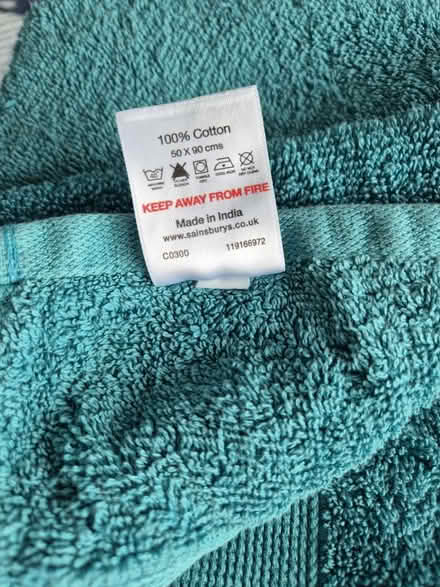 100% Cotton
50 X 90 cms
KEEP AWAY FROM FIRE
Made in India
www.sainsburys.co.uk
C0300 119166972